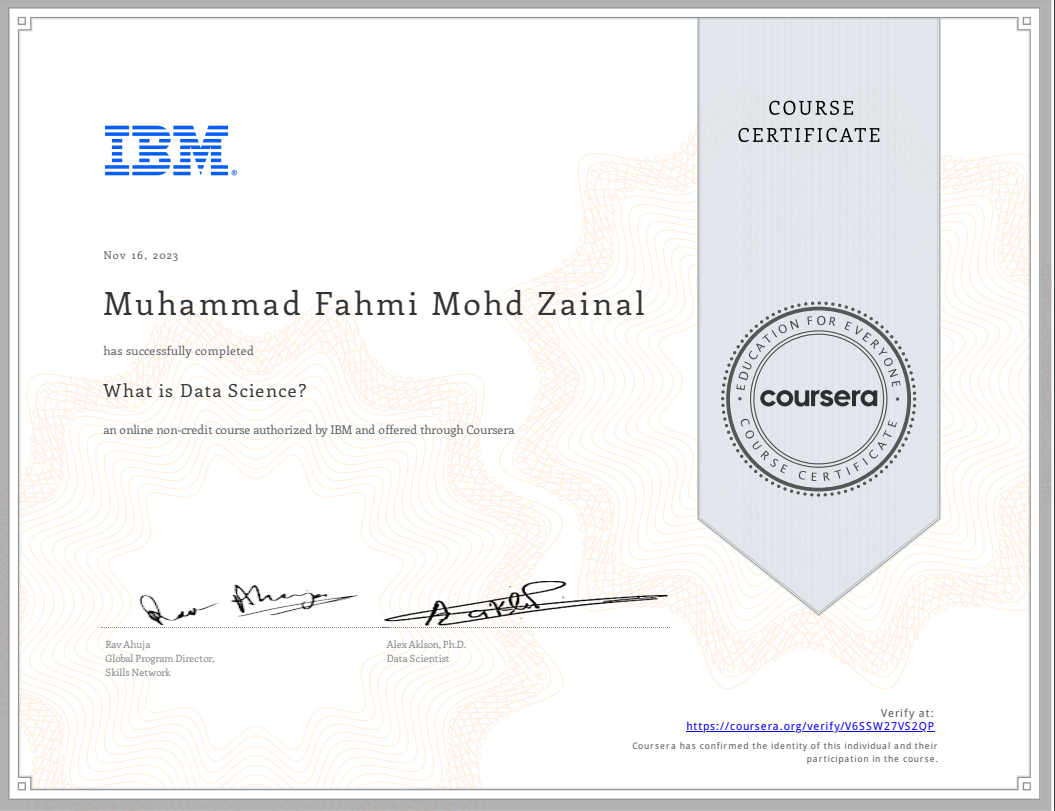 COURSE
CERTIFICATE
IBM®
Nov 16, 2023
Muhammad Fahmi Mohd Zainal
has successfully completed
What is Data Science?
an online non-credit course authorized by IBM and offered through Coursera
EDUCATION FOR EVERYONE
coursera
COURSE CERTIFICATE
Rav Ahuja
Global Program Director,
Skills Network
Alex Aklson, Ph.D.
Data Scientist
Verify at:
https://coursera.org/verify/V6SSW27VS2QP
Coursera has confirmed the identity of this individual and their
participation in the course.